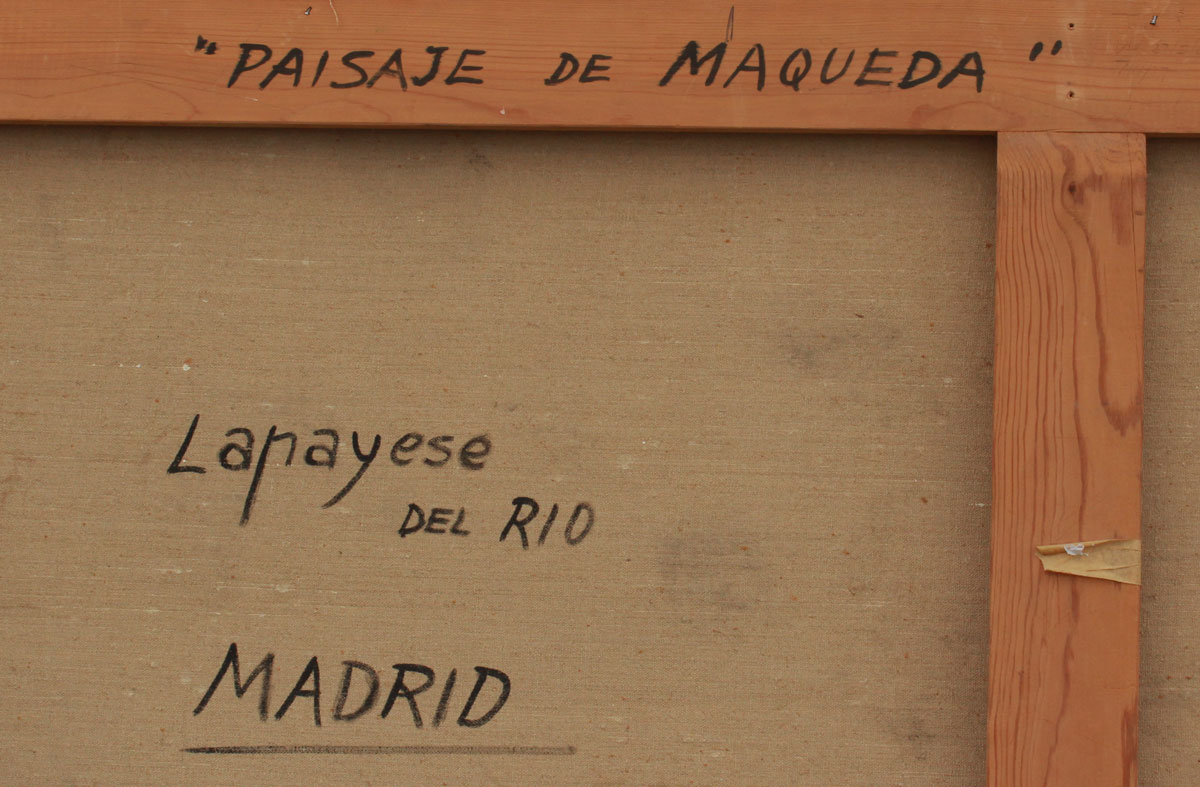 "PAISAJE DE MAQUEDA"
Lapayese
DEL RIO
MADRID